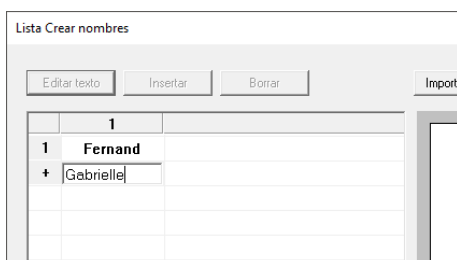 Lista Crear nombres
Editar texto Insertar Borrar Import
1
1 Fernand
+ Gabrielle